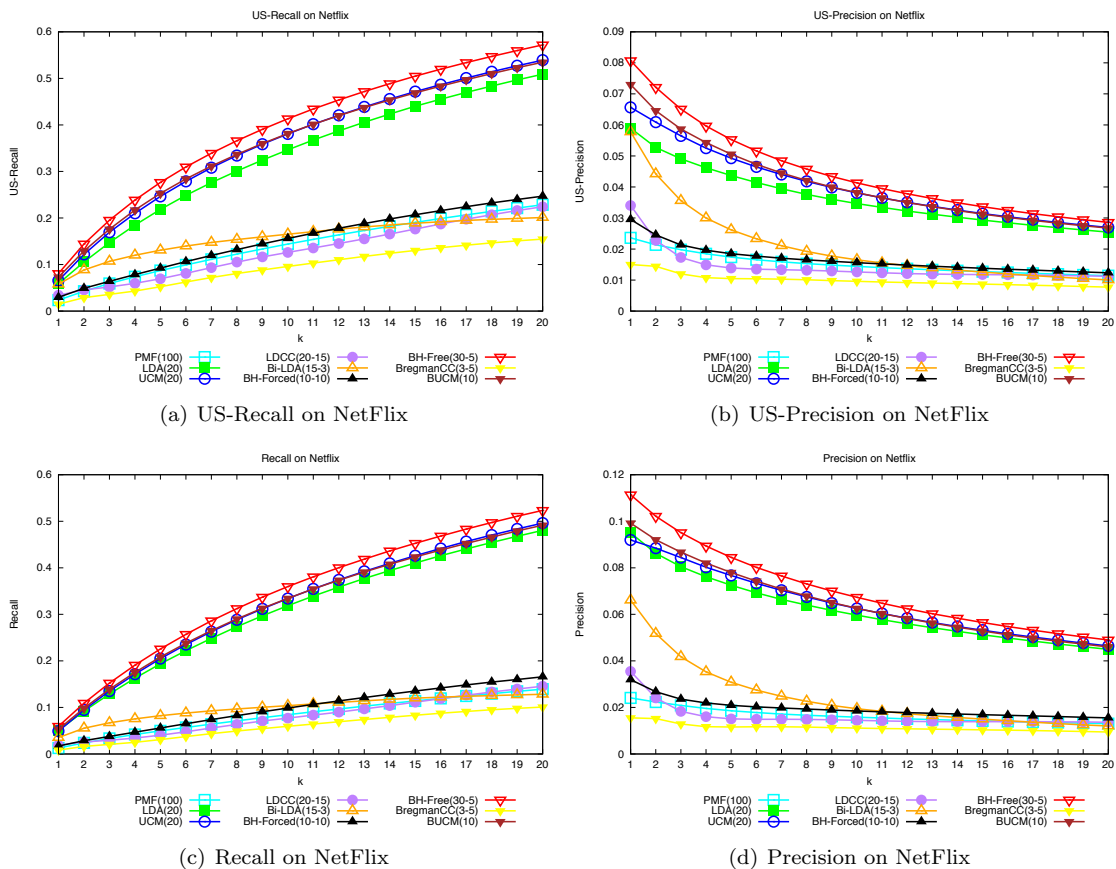 US-Recall on Netflix
0.6
0.5
0.4
0.3
0.2
0.1
0
US-Recall
1 2 3 4 5 6 7 8 9 10 11 12 13 14 15 16 17 18 19 20
k
PMF(100) LDCC(20-15) BH-Free(30-5)
LDA(20) Bi-LDA(15-3) BregmanCC(3-5)
UCM(20) BH-Forced(10-10) BUCM(10)
(a) US-Recall on NetFlix
US-Precision on Netflix
0.09
0.08
0.07
0.06
0.05
0.04
0.03
0.02
0.01
0
US-Precision
1 2 3 4 5 6 7 8 9 10 11 12 13 14 15 16 17 18 19 20
k
PMF(100) LDCC(20-15) BH-Free(30-5)
LDA(20) Bi-LDA(15-3) BregmanCC(3-5)
UCM(20) BH-Forced(10-10) BUCM(10)
(b) US-Precision on NetFlix
Recall on Netflix
0.6
0.5
0.4
0.3
0.2
0.1
0
Recall
1 2 3 4 5 6 7 8 9 10 11 12 13 14 15 16 17 18 19 20
k
PMF(100) LDCC(20-15) BH-Free(30-5)
LDA(20) Bi-LDA(15-3) BregmanCC(3-5)
UCM(20) BH-Forced(10-10) BUCM(10)
(c) Recall on NetFlix
Precision on Netflix
0.12
0.1
0.08
0.06
0.04
0.02
0
Precision
1 2 3 4 5 6 7 8 9 10 11 12 13 14 15 16 17 18 19 20
k
PMF(100) LDCC(20-15) BH-Free(30-5)
LDA(20) Bi-LDA(15-3) BregmanCC(3-5)
UCM(20) BH-Forced(10-10) BUCM(10)
(d) Precision on NetFlix